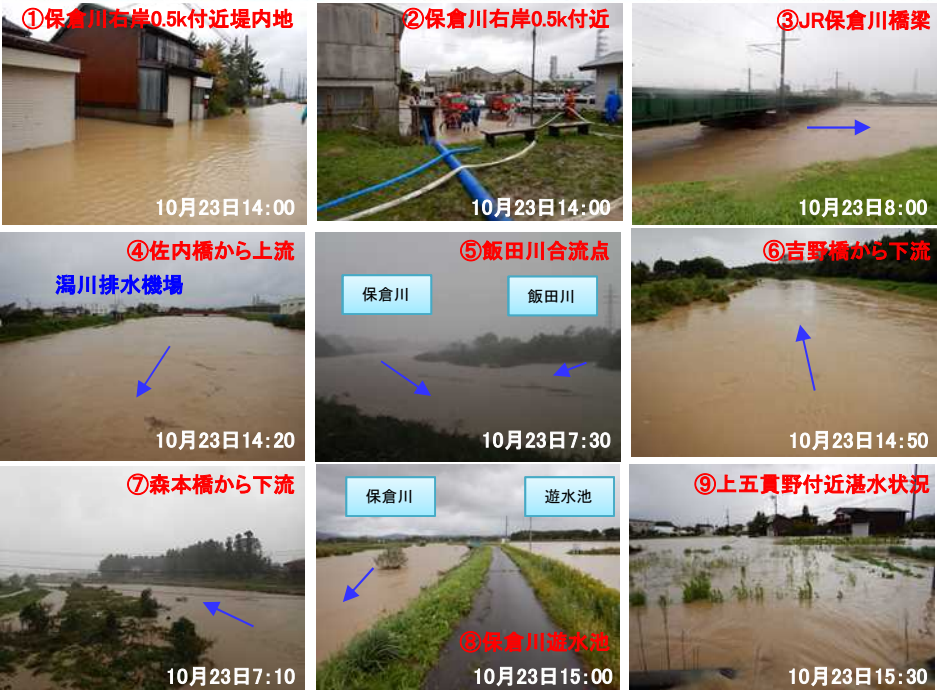 ①保倉川右岸0.5k付近堤内地
10月23日14:00
②保倉川右岸0.5k付近
10月23日14:00
③JR保倉川橋梁
10月23日8:00
④佐内橋から上流
潟川排水機場
10月23日14:20
⑤飯田川合流点
保倉川
飯田川
10月23日7:30
⑥吉野橋から下流
10月23日14:50
⑦森本橋から下流
10月23日7:10
保倉川
遊水池
⑧保倉川遊水池
10月23日15:00
⑨上五貫野付近湛水状況
10月23日15:30